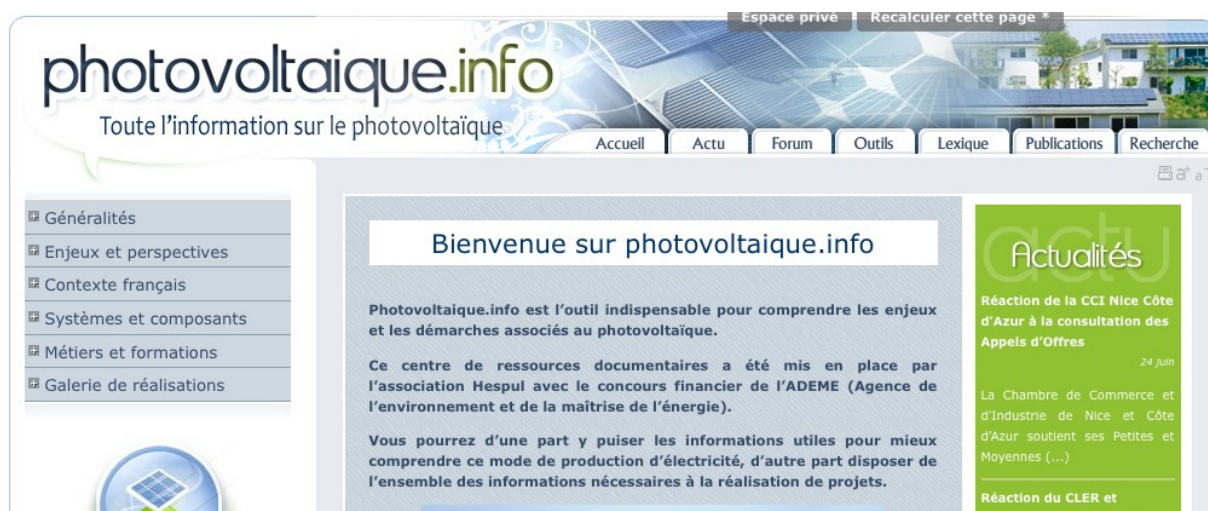 Espace privé Recalculer cette page *
photovoltaique.info
Toute l'information sur le photovoltaïque
Accueil Actu Forum Outils Lexique Publications Recherche
a+ a-
Généralités
Enjeux et perspectives
Contexte français
Systèmes et composants
Métiers et formations
Galerie de réalisations
Bienvenue sur photovoltaique.info
Photovoltaique.info est l'outil indispensable pour comprendre les enjeux
et les démarches associés au photovoltaïque.
Ce centre de ressources documentaires a été mis en place par
l'association Hespul avec le concours financier de l'ADEME (Agence de
l'environnement et de la maîtrise de l'énergie).
Vous pourrez d'une part y puiser les informations utiles pour mieux
comprendre ce mode de production d'électricité, d'autre part disposer de
l'ensemble des informations nécessaires à la réalisation de projets.
actu
Actualités
Réaction de la CCI Nice Côte
d'Azur à la consultation des
Appels d'Offres
24 juin
La Chambre de Commerce et
d'Industrie de Nice et Côte
d'Azur soutient ses Petites et
Moyennes (...)
Réaction du CLER et